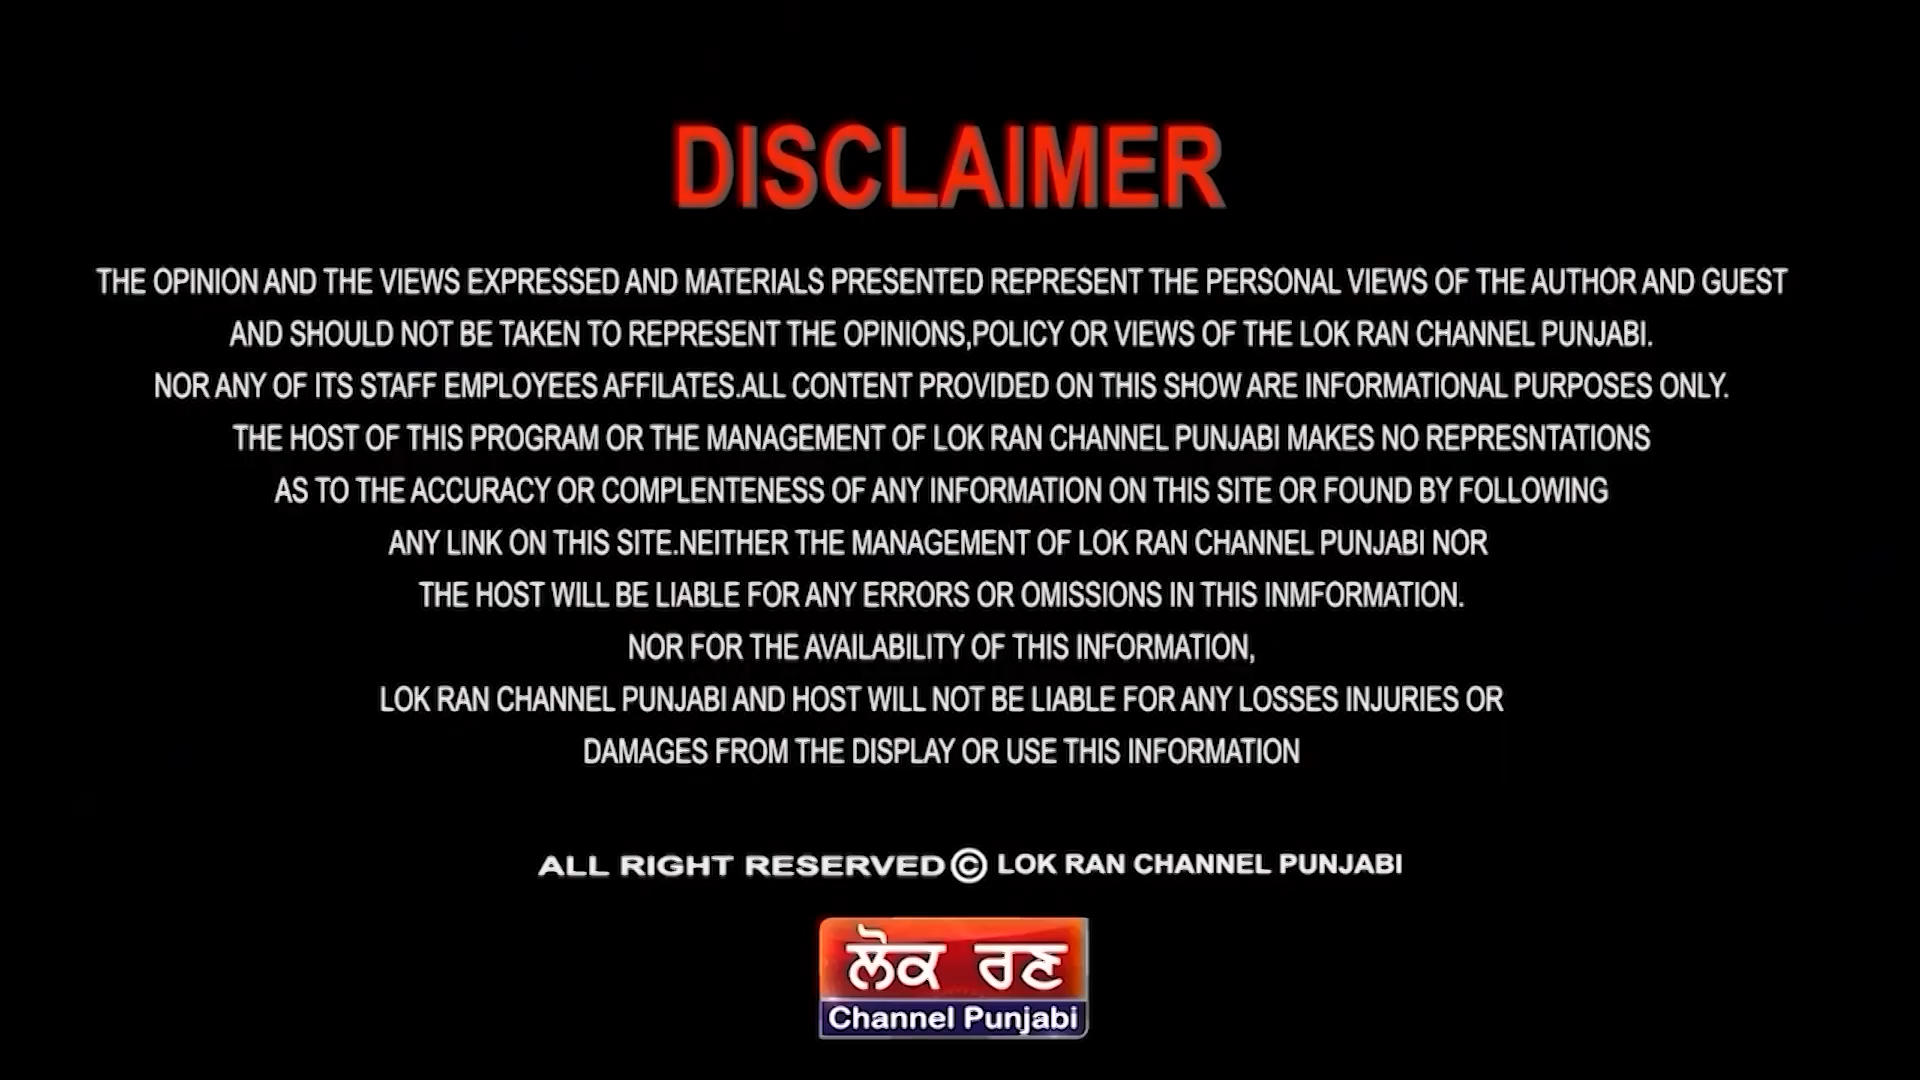 DISCLAIMER
THE OPINION AND THE VIEWS EXPRESSED AND MATERIALS PRESENTED REPRESENT THE PERSONAL VIEWS OF THE AUTHOR AND GUEST
AND SHOULD NOT BE TAKEN TO REPRESENT THE OPINIONS,POLICY OR VIEWS OF THE LOK RAN CHANNEL PUNJABI.
NOR ANY OF ITS STAFF EMPLOYEES AFFILATES.ALL CONTENT PROVIDED ON THIS SHOW ARE INFORMATIONAL PURPOSES ONLY.
THE HOST OF THIS PROGRAM OR THE MANAGEMENT OF LOK RAN CHANNEL PUNJABI MAKES NO REPRESNTATIONS
AS TO THE ACCURACY OR COMPLENTENESS OF ANY INFORMATION ON THIS SITE OR FOUND BY FOLLOWING
ANY LINK ON THIS SITE.NEITHER THE MANAGEMENT OF LOK RAN CHANNEL PUNJABI NOR
THE HOST WILL BE LIABLE FOR ANY ERRORS OR OMISSIONS IN THIS INMFORMATION.
NOR FOR THE AVAILABILITY OF THIS INFORMATION,
LOK RAN CHANNEL PUNJABI AND HOST WILL NOT BE LIABLE FOR ANY LOSSES INJURIES OR
DAMAGES FROM THE DISPLAY OR USE THIS INFORMATION
ALL RIGHT RESERVED © LOK RAN CHANNEL PUNJABI
ਲੋਕ ਰਣ
Channel Punjabi